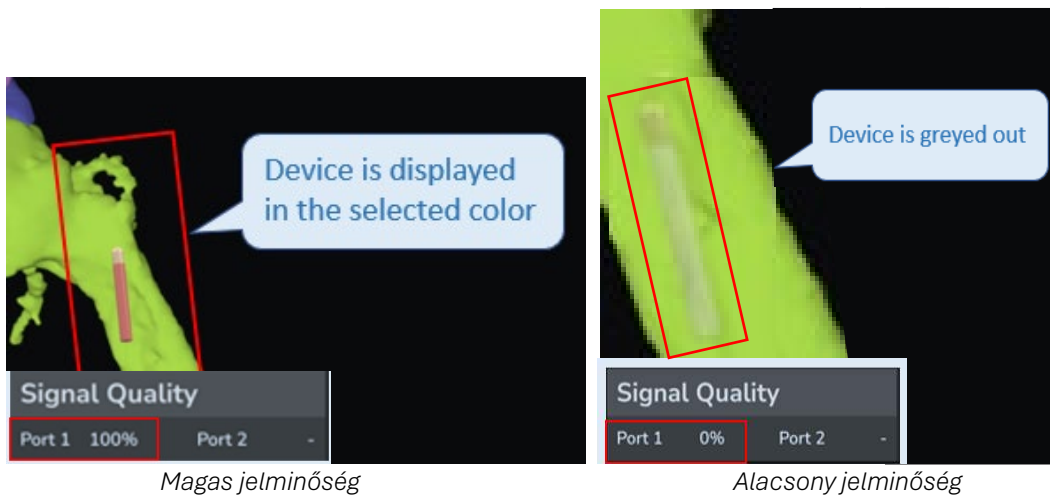 Device is displayed
in the selected color
Signal Quality
Port 1 100% Port 2 -
Magas jelminőség
Device is greyed out
Signal Quality
Port 1 0% Port 2 -
Alacsony jelminőség